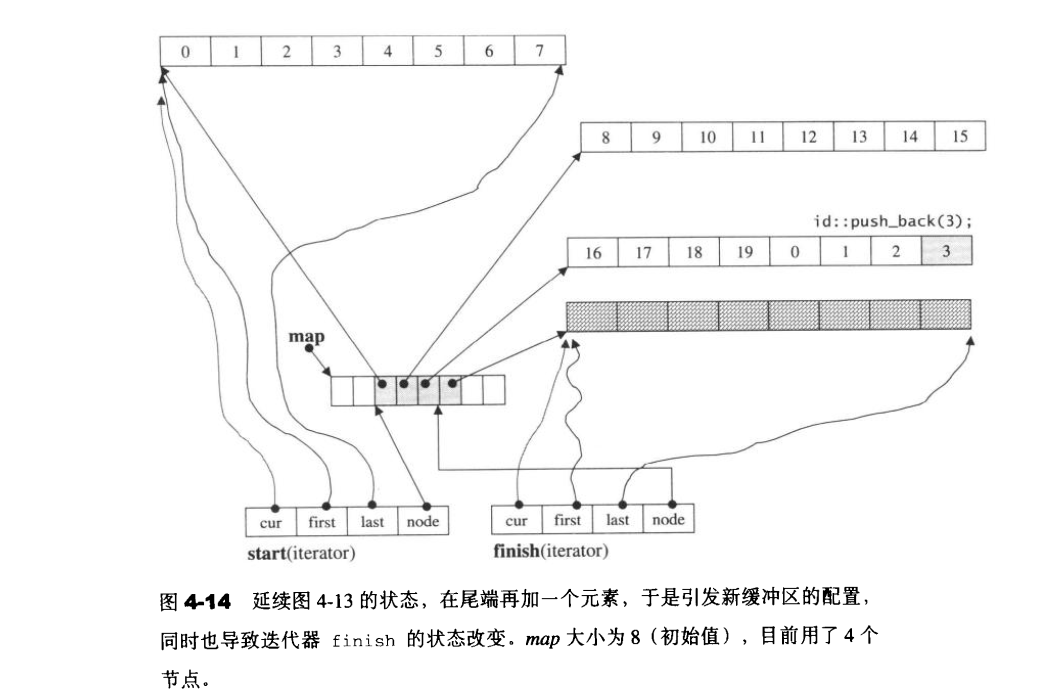 0 1 2 3 4 5 6 7
8 9 10 11 12 13 14 15
id::push_back(3);
16 17 18 19 0 1 2 3
map
cur first last node
cur first last node
start(iterator)
finish(iterator)
图 4-14 延续图 4-13 的状态，在尾端再加一个元素，于是引发新缓冲区的配置，
同时也导致迭代器 finish 的状态改变。map 大小为 8（初始值），目前用了 4 个
节点。